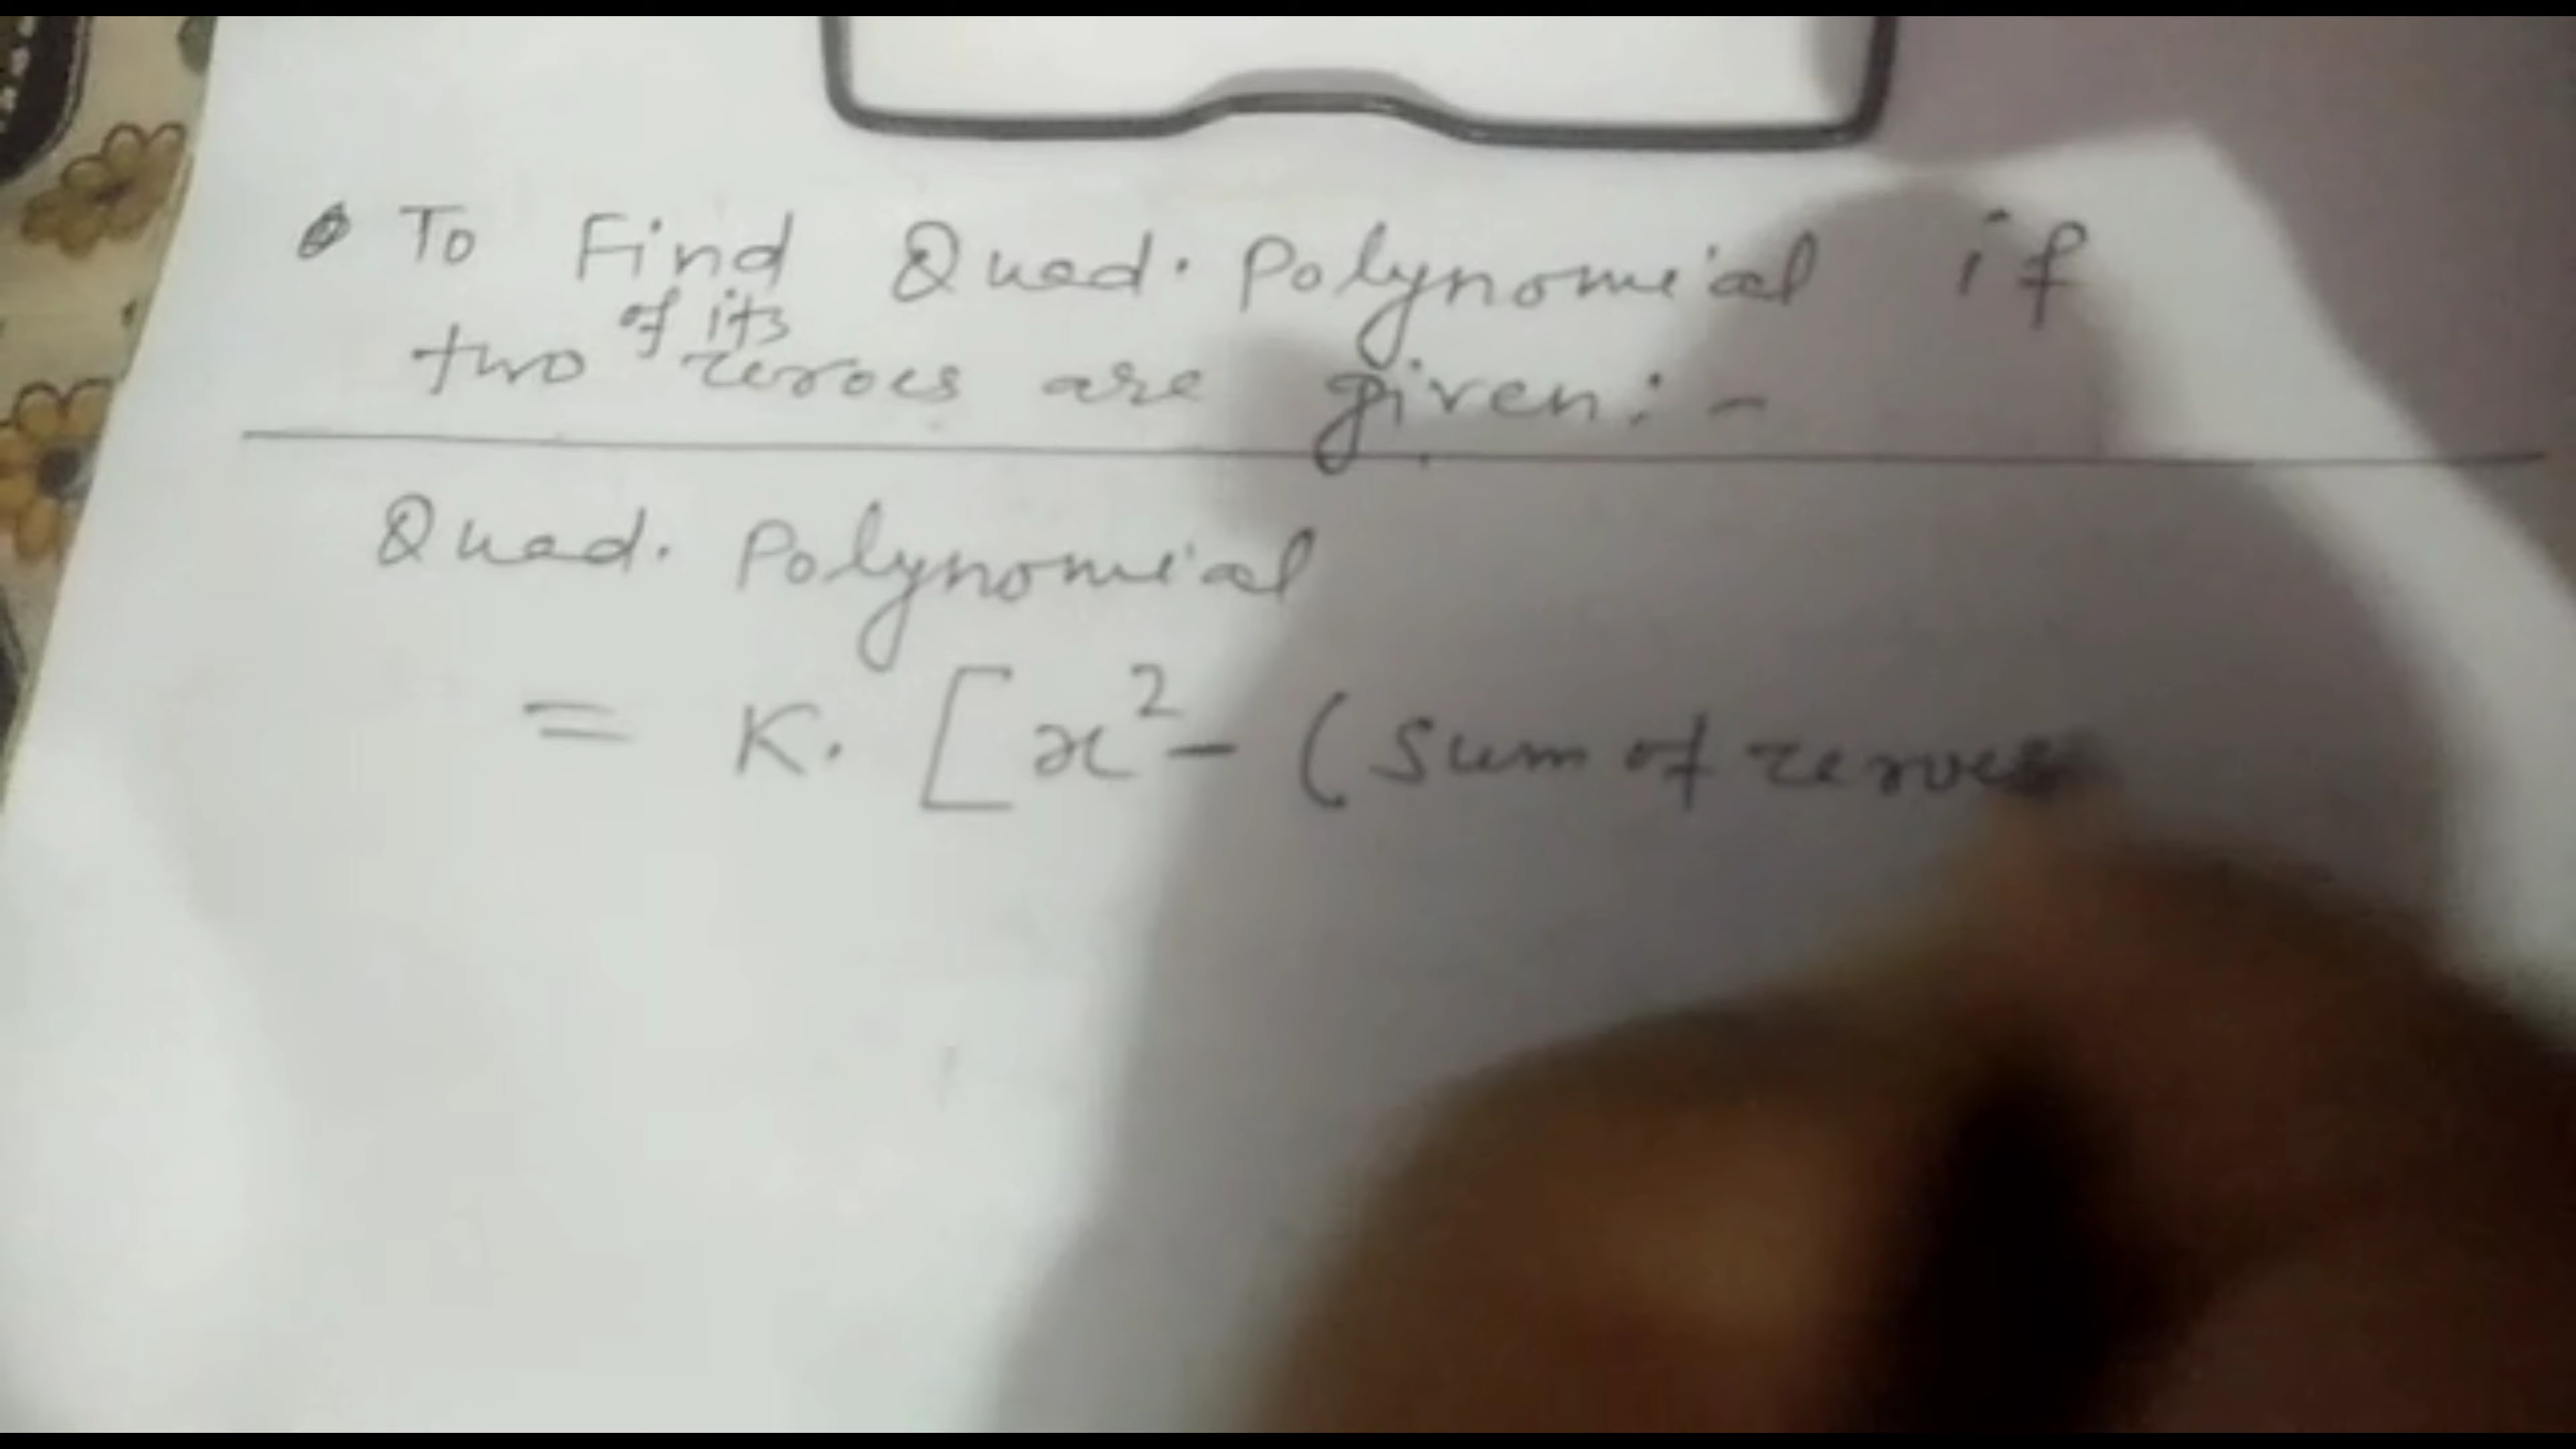 To Find Quad. Polynomial if
two of its zeroes are given:-
Quad. Polynomial
= K. [x² - (Sum of zeroes